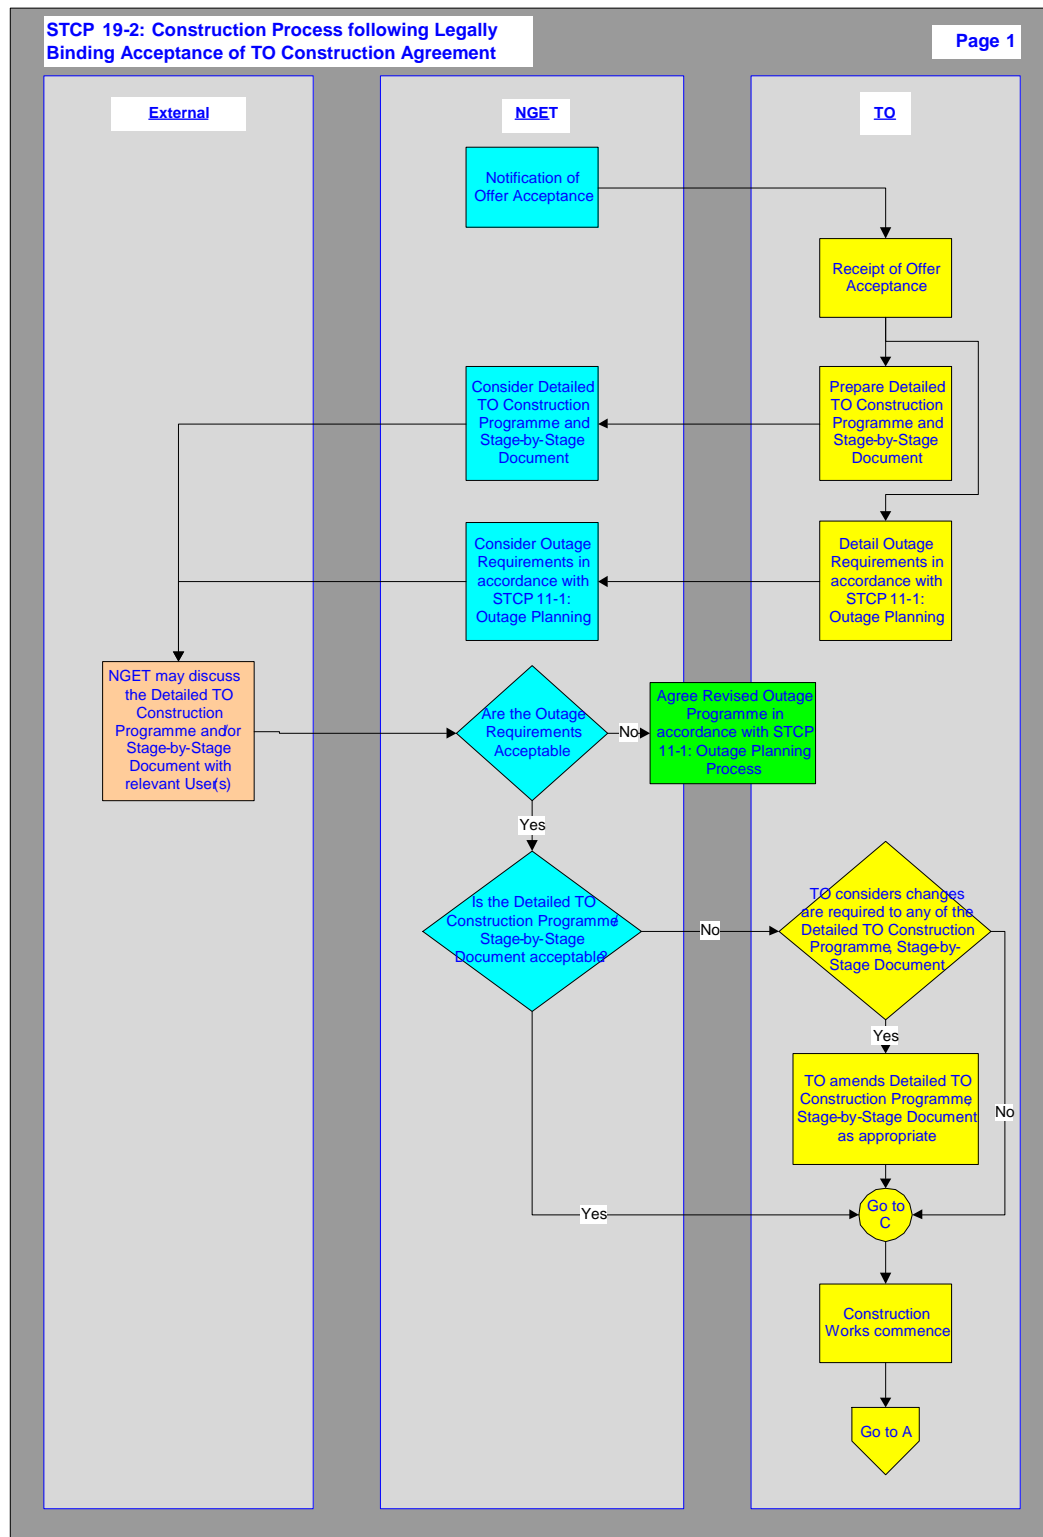 STCP 19-2: Construction Process following Legally
Binding Acceptance of TO Construction Agreement
Page 1
External
NGET
TO
Notification of
Offer Acceptance
Receipt of Offer
Acceptance
Consider Detailed
TO Construction
Programme and
Stage-by-Stage
Document
Prepare Detailed
TO Construction
Programme and
Stage-by-Stage
Document
Consider Outage
Requirements in
accordance with
STCP 11-1:
Outage Planning
Detail Outage
Requirements in
accordance with
STCP 11-1:
Outage Planning
NGET may discuss
the Detailed TO
Construction
Programme and/or
Stage-by-Stage
Document with
relevant User(s)
Are the Outage
Requirements
Acceptable
No
Agree Revised Outage
Programme in
accordance with STCP
11-1: Outage Planning
Process
Yes
Is the Detailed TO
Construction Programme/
Stage-by-Stage
Document acceptable?
No
TO considers changes
are required to any of the
Detailed TO Construction
Programme, Stage-by-
Stage Document
Yes
TO amends Detailed TO
Construction Programme,
Stage-by-Stage Document
as appropriate
No
Yes
Go to
C
Construction
Works commence
Go to A